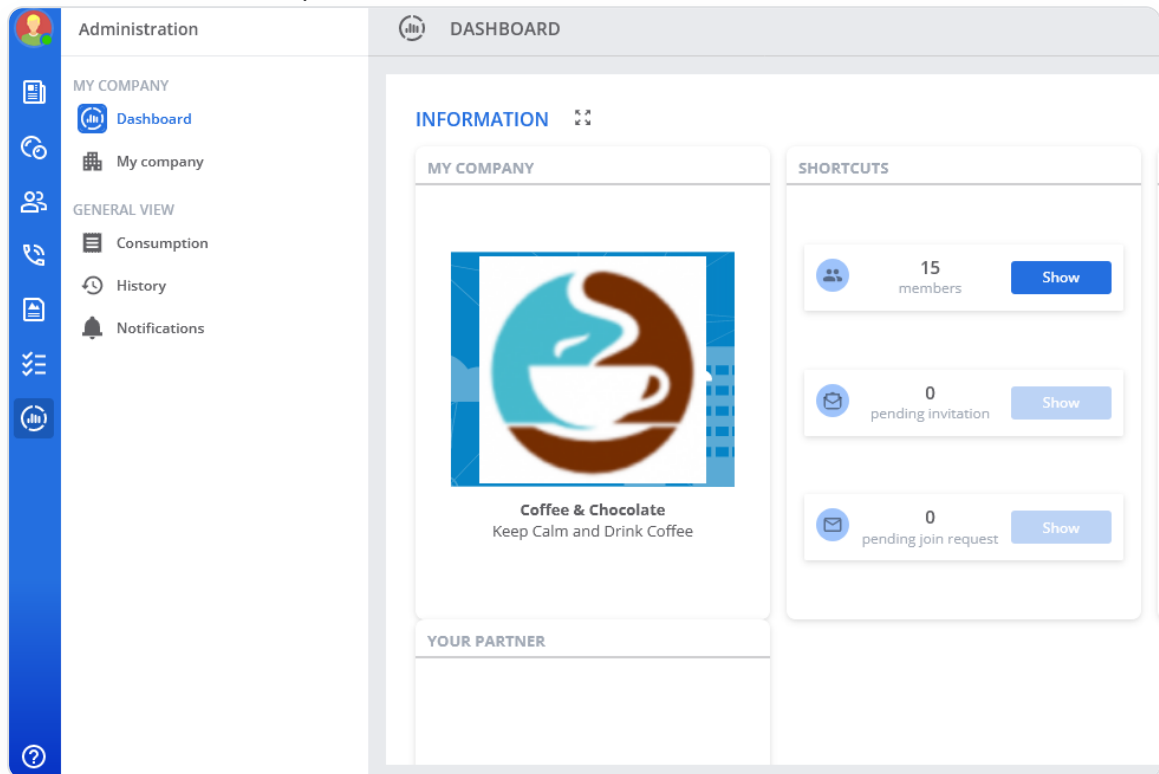 Administration
DASHBOARD
MY COMPANY
Dashboard
My company
GENERAL VIEW
Consumption
History
Notifications
INFORMATION
MY COMPANY
Coffee & Chocolate
Keep Calm and Drink Coffee
SHORTCUTS
15
members
Show
0
pending invitation
Show
0
pending join request
Show
YOUR PARTNER